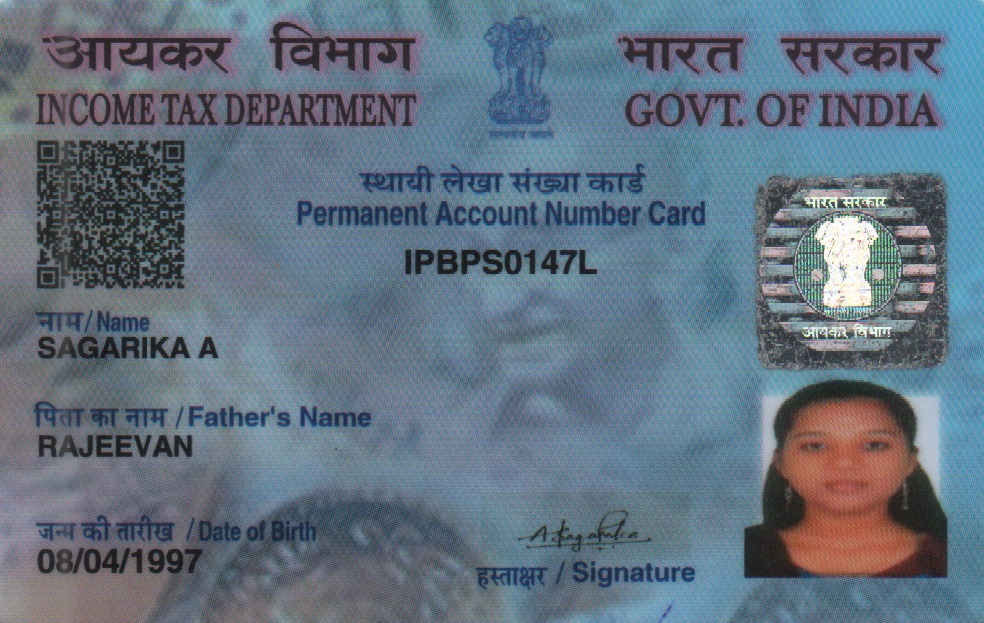 आयकर विभाग
भारत सरकार
INCOME TAX DEPARTMENT
GOVT. OF INDIA
सत्यमेव जयते
स्थायी लेखा संख्या कार्ड
Permanent Account Number Card
IPBPS0147L
भारत सरकार
आयकर विभाग
नाम / Name
SAGARIKA A
पिता का नाम / Father's Name
RAJEEVAN
जन्म की तारीख / Date of Birth
08/04/1997
हस्ताक्षर / Signature